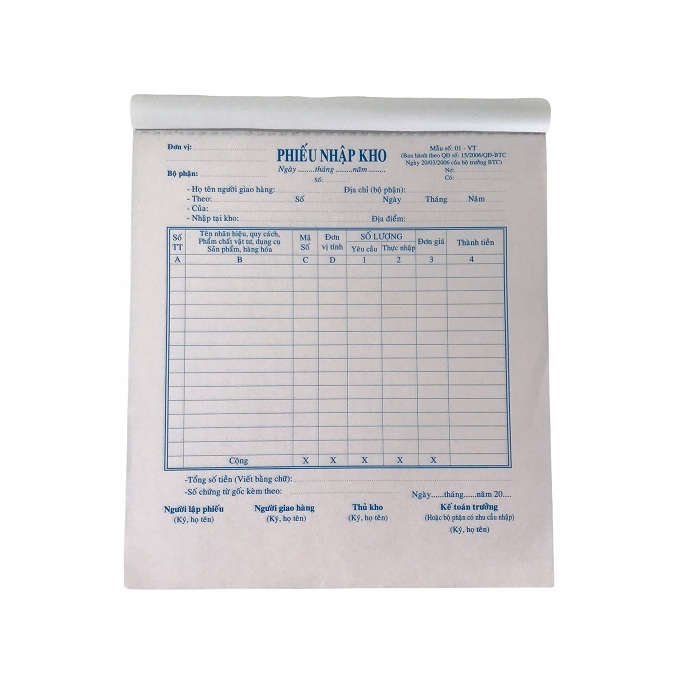 Đơn vị:
PHIẾU NHẬP KHO
Mẫu số: 01 - VT
(Ban hành theo QĐ số: 15/2006/QĐ-BTC
Ngày 20/03/2006 của bộ trưởng BTC)
Bộ phận:
Ngày ........tháng ........năm ........
Số:
Nợ:
Có:
- Họ tên người giao hàng: Địa chỉ (bộ phận):
- Theo: Số Ngày Tháng Năm
- Của:
- Nhập tại kho: Địa điểm:
Số TT
Tên nhãn hiệu, quy cách,
Phẩm chất vật tư, dụng cụ
Sản phẩm, hàng hóa
Mã Số
Đơn vị tính
SỐ LƯỢNG
Yêu cầu Thực nhập
Đơn giá
Thành tiền
A B C D 1 2 3 4
Cộng X X X X X
-Tổng số tiền (Viết bằng chữ):
-Số chứng từ gốc kèm theo:
Ngày......tháng......năm 20....
Người lập phiếu Người giao hàng Thủ kho Kế toán trưởng
(Ký, họ tên) (Ký, họ tên) (Ký, họ tên) (Hoặc bộ phận có nhu cầu nhập)
(Ký, họ tên)